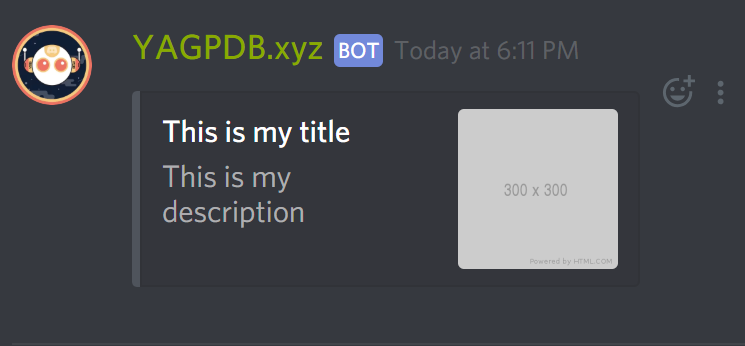 YAGPDB.xyz BOT Today at 6:11 PM
This is my title
This is my
description
300 x 300
Powered by HTML.COM